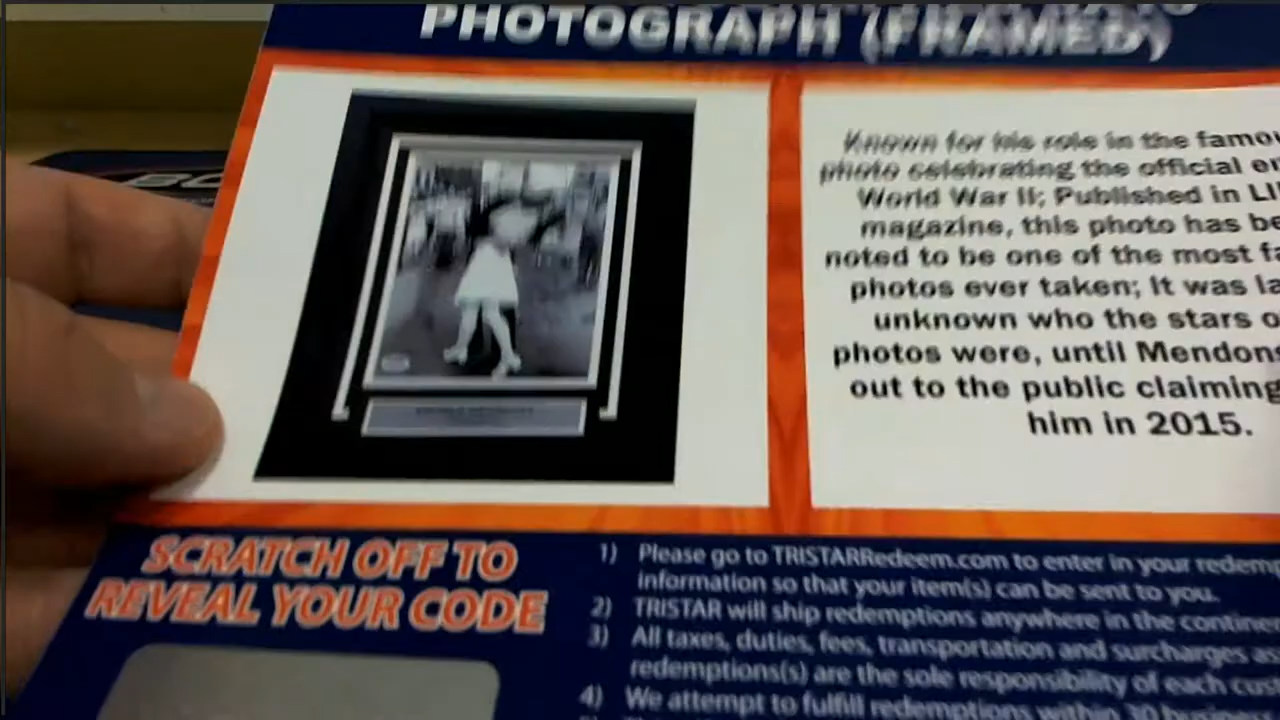 PHOTOGRAPH (FRAMED)
Known for his role in the famo
photo celebrating the official e
World War II; Published in LI
magazine, this photo has be
noted to be one of the most fa
photos ever taken; It was la
unknown who the stars o
photos were, until Mendons
out to the public claiming
him in 2015.
SCRATCH OFF TO
REVEAL YOUR CODE
1) Please go to TRISTARRedeem.com to enter in your redemp
information so that your item(s) can be sent to you.
2) TRISTAR will ship redemptions anywhere in the continen
3) All taxes, duties, fees, transportation and surcharges as
redemptions(s) are the sole responsibility of each cus
4) We attempt to fulfill redemptions within 30 business